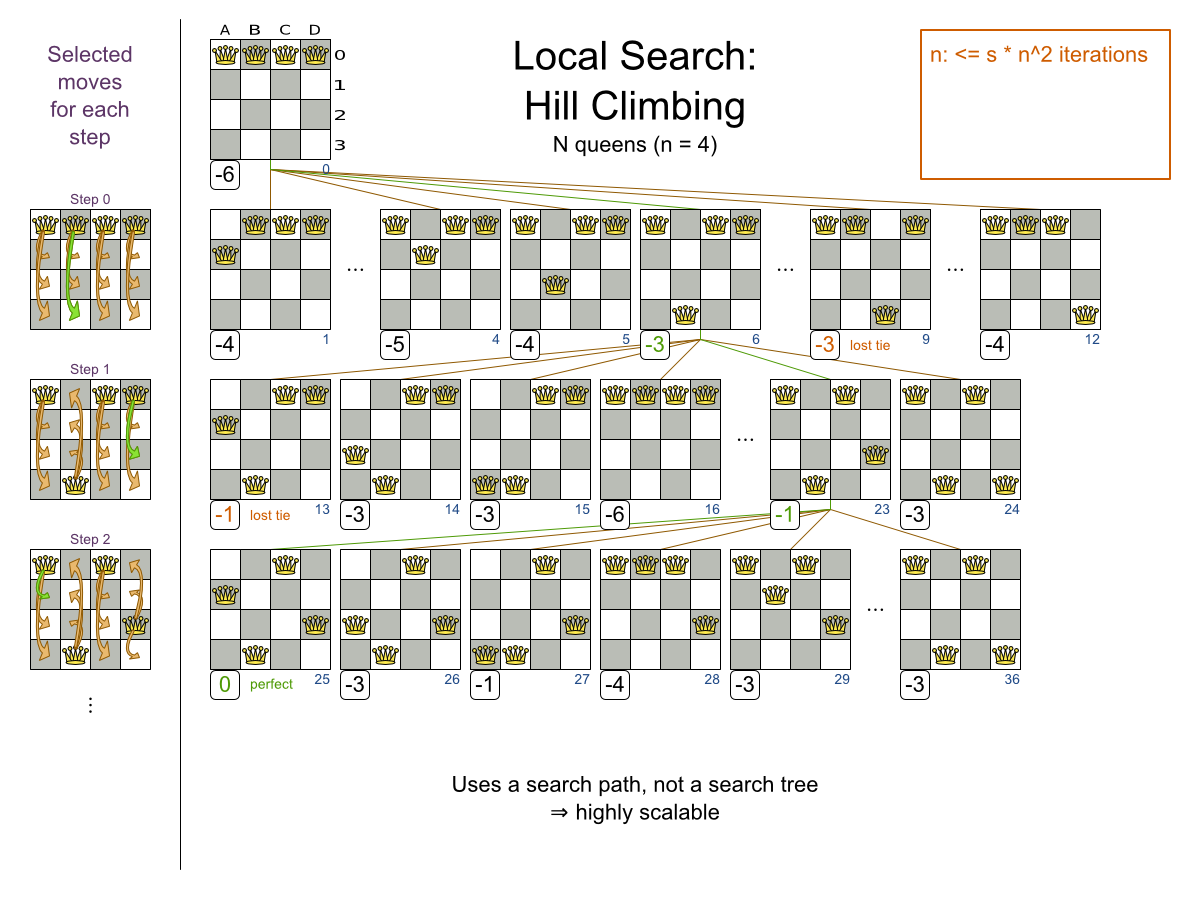 Selected
moves
for each
step
A B C D
0
1
2
3
-6
0
Local Search:
Hill Climbing
N queens (n = 4)
n: <= s * n^2 iterations
Step 0
...
...
...
-4
1
-5
4
-4
5
-3
6
-3
lost tie
9
-4
12
Step 1
...
-1
lost tie
13
-3
14
-3
15
-6
16
-1
23
-3
24
Step 2
...
0
perfect
25
-3
26
-1
27
-4
28
-3
29
-3
36
...
Uses a search path, not a search tree
⇒ highly scalable